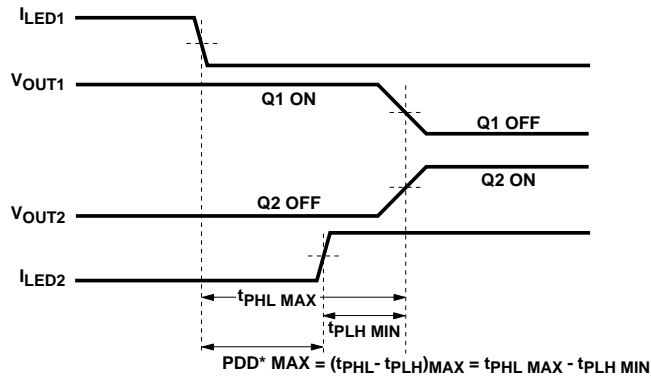 ILED1
VOUT1
Q1 ON
Q1 OFF
Q2 ON
Q2 OFF
VOUT2
ILED2
tPHL MAX
tPLH MIN
PDD* MAX = (tPHL- tPLH)MAX = tPHL MAX - tPLH MIN